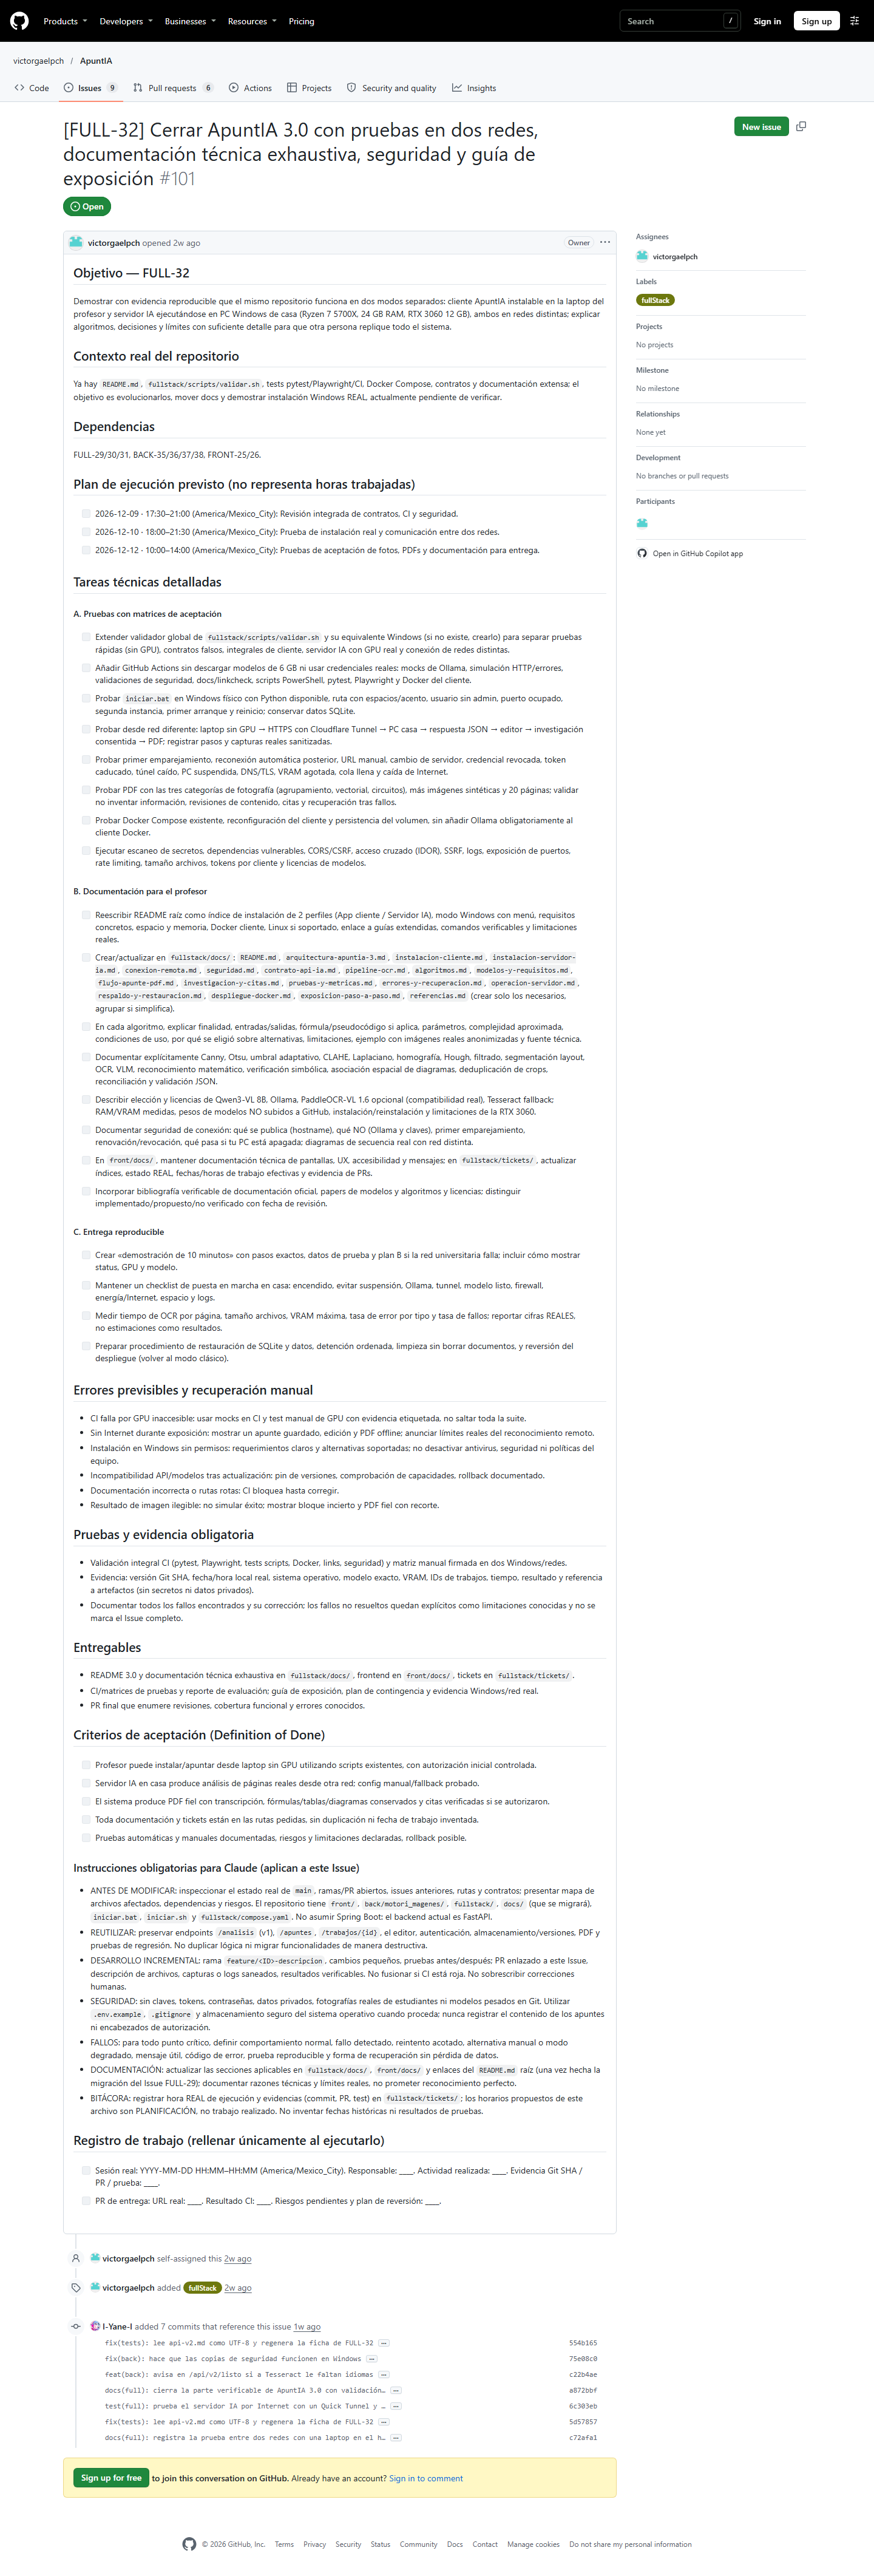 Products Developers Businesses Resources Pricing Search / Sign in Sign up
victorgaelpch / ApuntIA
Code Issues 9 Pull requests 6 Actions Projects Security and quality Insights
[FULL-32] Cerrar ApuntIA 3.0 con pruebas en dos redes,
documentación técnica exhaustiva, seguridad y guía de
exposición #101
New issue
Open
victorgaelpch opened 2w ago
Owner
Objetivo — FULL-32
Demostrar con evidencia reproducible que el mismo repositorio funciona en dos modos separados: cliente ApuntIA instalable en la laptop del
profesor y servidor IA ejecutándose en PC Windows de casa (Ryzen 7 5700X, 24 GB RAM, RTX 3060 12 GB), ambos en redes distintas; explicar
algoritmos, decisiones y límites con suficiente detalle para que otra persona replique todo el sistema.
Contexto real del repositorio
Ya hay README.md, fullstack/scripts/validar.sh, tests pytest/Playwright/CI, Docker Compose, contratos y documentación extensa; el
objetivo es evolucionarlos, mover docs y demostrar instalación Windows REAL, actualmente pendiente de verificar.
Dependencias
FULL-29/30/31, BACK-35/36/37/38, FRONT-25/26.
Plan de ejecución previsto (no representa horas trabajadas)
2026-12-09 · 17:30–21:00 (America/Mexico_City): Revisión integrada de contratos, CI y seguridad.
2026-12-10 · 18:00–21:30 (America/Mexico_City): Prueba de instalación real y comunicación entre dos redes.
2026-12-12 · 10:00–14:00 (America/Mexico_City): Pruebas de aceptación de fotos, PDFs y documentación para entrega.
Tareas técnicas detalladas
A. Pruebas con matrices de aceptación
Extender validador global de fullstack/scripts/validar.sh y su equivalente Windows (si no existe, crearlo) para separar pruebas
rápidas (sin GPU), contratos falsos, integrales de cliente, servidor IA con GPU real y conexión de redes distintas.
Añadir GitHub Actions sin descargar modelos de 6 GB ni usar credenciales reales: mocks de Ollama, simulación HTTP/errores,
validaciones de seguridad, docs/linkcheck, scripts PowerShell, pytest, Playwright y Docker del cliente.
Probar iniciar.bat en Windows físico con Python disponible, ruta con espacios/acento, usuario sin admin, puerto ocupado,
segunda instancia, primer arranque y reinicio; conservar datos SQLite.
Probar desde red diferente: laptop sin GPU → HTTPS con Cloudflare Tunnel → PC casa → respuesta JSON → editor → investigación
consentida → PDF; registrar pasos y capturas reales sanitizadas.
Probar primer emparejamiento, reconexión automática posterior, URL manual, cambio de servidor, credencial revocada, token
caducado, túnel caído, PC suspendida, DNS/TLS, VRAM agotada, cola llena y caída de Internet.
Probar PDF con las tres categorías de fotografía (agrupamiento, vectorial, circuitos), más imágenes sintéticas y 20 páginas; validar
no inventar información, revisiones de contenido, citas y recuperación tras fallos.
Probar Docker Compose existente, reconfiguración del cliente y persistencia del volumen, sin añadir Ollama obligatoriamente al
cliente Docker.
Ejecutar escaneo de secretos, dependencias vulnerables, CORS/CSRF, acceso cruzado (IDOR), SSRF, logs, exposición de puertos,
rate limiting, tamaño archivos, tokens por cliente y licencias de modelos.
B. Documentación para el profesor
Reescribir README raíz como índice de instalación de 2 perfiles (App cliente / Servidor IA), modo Windows con menú, requisitos
concretos, espacio y memoria, Docker cliente, Linux si soportado, enlace a guías extendidas, comandos verificables y limitaciones
reales.
Crear/actualizar en fullstack/docs/: README.md, arquitectura-apuntia-3.md, instalacion-cliente.md, instalacion-servidor-
ia.md, conexion-remota.md, seguridad.md, contrato-api-ia.md, pipeline-ocr.md, algoritmos.md, modelos-y-requisitos.md,
flujo-apunte-pdf.md, investigacion-y-citas.md, pruebas-y-metricas.md, errores-y-recuperacion.md, operacion-servidor.md,
respaldo-y-restauracion.md, despliegue-docker.md, exposicion-paso-a-paso.md, referencias.md (crear solo los necesarios,
agrupar si simplifica).
En cada algoritmo, explicar finalidad, entradas/salidas, fórmula/pseudocódigo si aplica, parámetros, complejidad aproximada,
condiciones de uso, por qué se eligió sobre alternativas, limitaciones, ejemplo con imágenes reales anonimizadas y fuente técnica.
Documentar explícitamente Canny, Otsu, umbral adaptativo, CLAHE, Laplaciano, homografía, Hough, filtrado, segmentación layout,
OCR, VLM, reconocimiento matemático, verificación simbólica, asociación espacial de diagramas, deduplicación de crops,
reconciliación y validación JSON.
Describir elección y licencias de Qwen3-VL 8B, Ollama, PaddleOCR-VL 1.6 opcional (compatibilidad real), Tesseract fallback;
RAM/VRAM medidas, pesos de modelos NO subidos a GitHub, instalación/reinstalación y limitaciones de la RTX 3060.
Documentar seguridad de conexión: qué se publica (hostname), qué NO (Ollama y claves), primer emparejamiento,
renovación/revocación, qué pasa si tu PC está apagada; diagramas de secuencia real con red distinta.
En front/docs/, mantener documentación técnica de pantallas, UX, accesibilidad y mensajes; en fullstack/tickets/, actualizar
índices, estado REAL, fechas/horas de trabajo efectivas y evidencia de PRs.
Incorporar bibliografía verificable de documentación oficial, papers de modelos y algoritmos y licencias; distinguir
implementado/propuesto/no verificado con fecha de revisión.
C. Entrega reproducible
Crear «demostración de 10 minutos» con pasos exactos, datos de prueba y plan B si la red universitaria falla; incluir cómo mostrar
status, GPU y modelo.
Mantener un checklist de puesta en marcha en casa: encendido, evitar suspensión, Ollama, tunnel, modelo listo, firewall,
energía/Internet, espacio y logs.
Medir tiempo de OCR por página, tamaño archivos, VRAM máxima, tasa de error por tipo y tasa de fallos; reportar cifras REALES,
no estimaciones como resultados.
Preparar procedimiento de restauración de SQLite y datos, detención ordenada, limpieza sin borrar documentos, y reversión del
despliegue (volver al modo clásico).
Errores previsibles y recuperación manual
CI falla por GPU inaccesible: usar mocks en CI y test manual de GPU con evidencia etiquetada, no saltar toda la suite.
Sin Internet durante exposición: mostrar un apunte guardado, edición y PDF offline; anunciar límites reales del reconocimiento remoto.
Instalación en Windows sin permisos: requerimientos claros y alternativas soportadas; no desactivar antivirus, seguridad ni políticas del
equipo.
Incompatibilidad API/modelos tras actualización: pin de versiones, comprobación de capacidades, rollback documentado.
Documentación incorrecta o rutas rotas: CI bloquea hasta corregir.
Resultado de imagen ilegible: no simular éxito; mostrar bloque incierto y PDF fiel con recorte.
Pruebas y evidencia obligatoria
Validación integral CI (pytest, Playwright, tests scripts, Docker, links, seguridad) y matriz manual firmada en dos Windows/redes.
Evidencia: versión Git SHA, fecha/hora local real, sistema operativo, modelo exacto, VRAM, IDs de trabajos, tiempo, resultado y referencia
a artefactos (sin secretos ni datos privados).
Documentar todos los fallos encontrados y su corrección; los fallos no resueltos quedan explícitos como limitaciones conocidas y no se
marca el Issue completo.
Entregables
README 3.0 y documentación técnica exhaustiva en fullstack/docs/, frontend en front/docs/, tickets en fullstack/tickets/.
CI/matrices de pruebas y reporte de evaluación; guía de exposición, plan de contingencia y evidencia Windows/red real.
PR final que enumere revisiones, cobertura funcional y errores conocidos.
Criterios de aceptación (Definition of Done)
Profesor puede instalar/apuntar desde laptop sin GPU utilizando scripts existentes, con autorización inicial controlada.
Servidor IA en casa produce análisis de páginas reales desde otra red; config manual/fallback probado.
El sistema produce PDF fiel con transcripción, fórmulas/tablas/diagramas conservados y citas verificadas si se autorizaron.
Toda documentación y tickets están en las rutas pedidas, sin duplicación ni fecha de trabajo inventada.
Pruebas automáticas y manuales documentadas, riesgos y limitaciones declaradas, rollback posible.
Instrucciones obligatorias para Claude (aplican a este Issue)
ANTES DE MODIFICAR: inspeccionar el estado real de main, ramas/PR abiertos, issues anteriores, rutas y contratos; presentar mapa de
archivos afectados, dependencias y riesgos. El repositorio tiene front/, back/motori_magenes/, fullstack/, docs/ (que se migrará),
iniciar.bat, iniciar.sh y fullstack/compose.yaml. No asumir Spring Boot: el backend actual es FastAPI.
REUTILIZAR: preservar endpoints /analisis (v1), /apuntes, /trabajos/{id}, el editor, autenticación, almacenamiento/versiones, PDF y
pruebas de regresión. No duplicar lógica ni migrar funcionalidades de manera destructiva.
DESARROLLO INCREMENTAL: rama feature/<ID>-descripcion, cambios pequeños, pruebas antes/después; PR enlazado a este Issue,
descripción de archivos, capturas o logs saneados, resultados verificables. No fusionar si CI está roja. No sobrescribir correcciones
humanas.
SEGURIDAD: sin claves, tokens, contraseñas, datos privados, fotografías reales de estudiantes ni modelos pesados en Git. Utilizar
.env.example, .gitignore y almacenamiento seguro del sistema operativo cuando proceda; nunca registrar el contenido de los apuntes
ni encabezados de autorización.
FALLOS: para todo punto crítico, definir comportamiento normal, fallo detectado, reintento acotado, alternativa manual o modo
degradado, mensaje útil, código de error, prueba reproducible y forma de recuperación sin pérdida de datos.
DOCUMENTACIÓN: actualizar las secciones aplicables en fullstack/docs/, front/docs/ y enlaces del README.md raíz (una vez hecha la
migración del Issue FULL-29); documentar razones técnicas y límites reales, no prometer reconocimiento perfecto.
BITÁCORA: registrar hora REAL de ejecución y evidencias (commit, PR, test) en fullstack/tickets/; los horarios propuestos de este
archivo son PLANIFICACIÓN, no trabajo realizado. No inventar fechas históricas ni resultados de pruebas.
Registro de trabajo (rellenar únicamente al ejecutarlo)
Sesión real: YYYY-MM-DD HH:MM–HH:MM (America/Mexico_City). Responsable: ____. Actividad realizada: ____. Evidencia Git SHA /
PR / prueba: ____.
PR de entrega: URL real: ____. Resultado CI: ____. Riesgos pendientes y plan de reversión: ____.
Assignees
victorgaelpch
Labels
fullStack
Projects
No projects
Milestone
No milestone
Relationships
None yet
Development
No branches or pull requests
Participants
Open in GitHub Copilot app
victorgaelpch self-assigned this 2w ago
victorgaelpch added fullStack 2w ago
I-Yane-I added 7 commits that reference this issue 1w ago
fix(tests): lee api-v2.md como UTF-8 y regenera la ficha de FULL-32 … 554b165
fix(back): hace que las copias de seguridad funcionen en Windows … 75e08c0
feat(back): avisa en /api/v2/listo si a Tesseract le faltan idiomas … c22b4ae
docs(full): cierra la parte verificable de ApuntIA 3.0 con validación… … a872bbf
test(full): prueba el servidor IA por Internet con un Quick Tunnel y … … 6c303eb
fix(tests): lee api-v2.md como UTF-8 y regenera la ficha de FULL-32 … 5d57857
docs(full): registra la prueba entre dos redes con una laptop en el h… … c72afa1
Sign up for free to join this conversation on GitHub. Already have an account? Sign in to comment
© 2026 GitHub, Inc. Terms Privacy Security Status Community Docs Contact Manage cookies Do not share my personal information